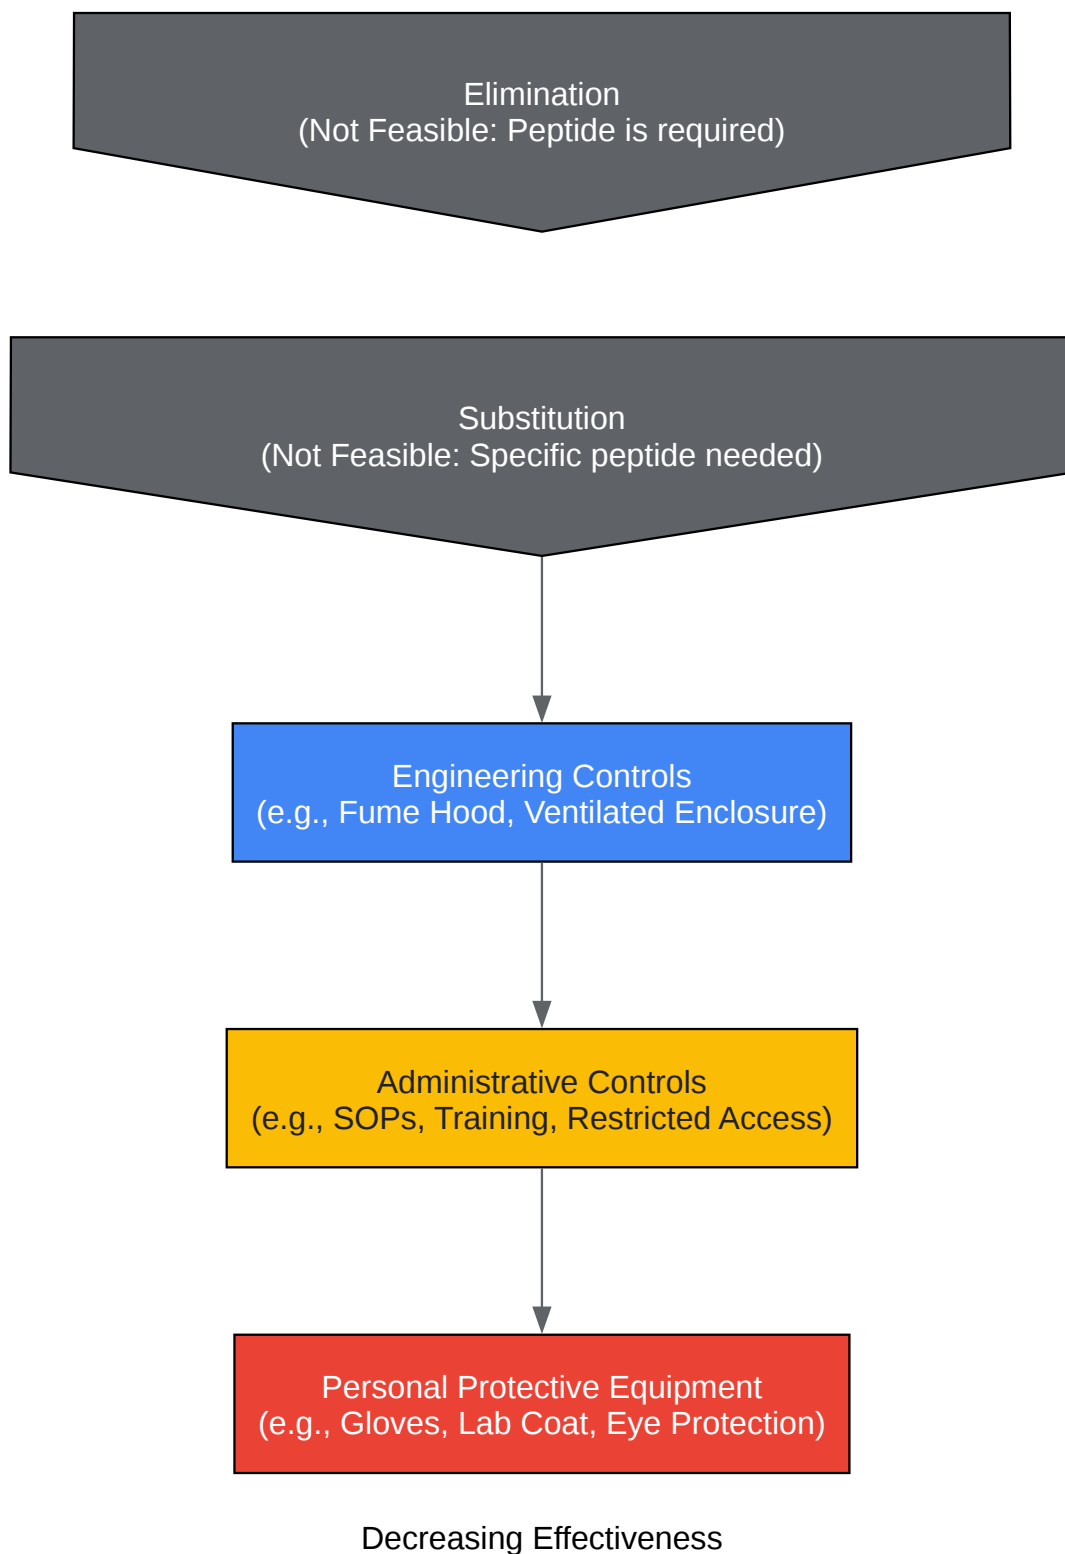 Elimination
(Not Feasible: Peptide is required)
Substitution
(Not Feasible: Specific peptide needed)
Engineering Controls
(e.g., Fume Hood, Ventilated Enclosure)
Administrative Controls
(e.g., SOPs, Training, Restricted Access)
Personal Protective Equipment
(e.g., Gloves, Lab Coat, Eye Protection)
Decreasing Effectiveness